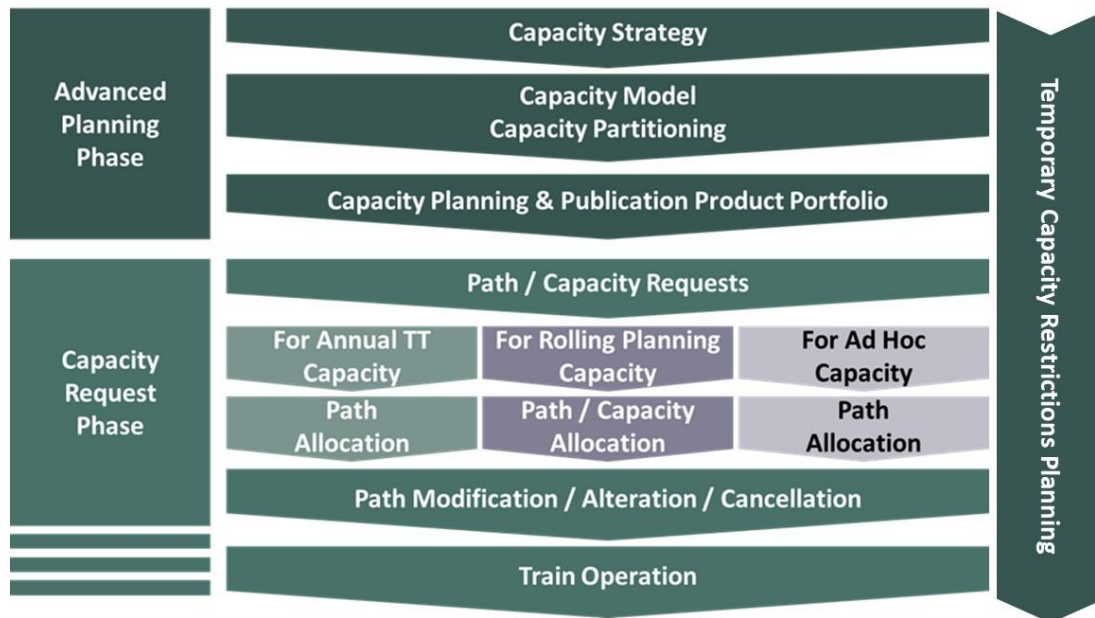 Advanced
Planning
Phase
Capacity Strategy
Capacity Model
Capacity Partitioning
Capacity Planning & Publication Product Portfolio
Capacity
Request
Phase
Path / Capacity Requests
For Annual TT
Capacity
For Rolling Planning
Capacity
For Ad Hoc
Capacity
Path
Allocation
Path / Capacity
Allocation
Path
Allocation
Path Modification / Alteration / Cancellation
Train Operation
Temporary Capacity Restrictions Planning